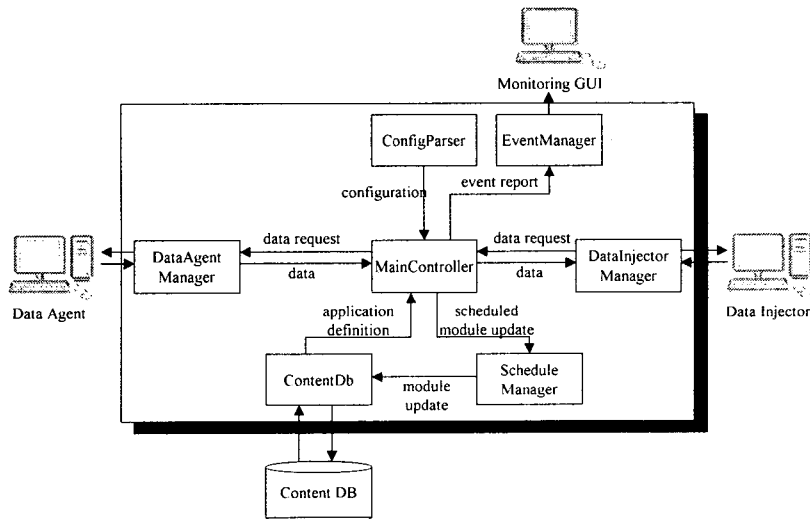 Monitoring GUI
ConfigParser
EventManager
configuration
event report
DataAgent
Manager
data request
data
MainController
data request
data
DataInjector
Manager
Data Agent
Data Injector
application
definition
scheduled
module update
ContentDb
module
update
Schedule
Manager
Content DB